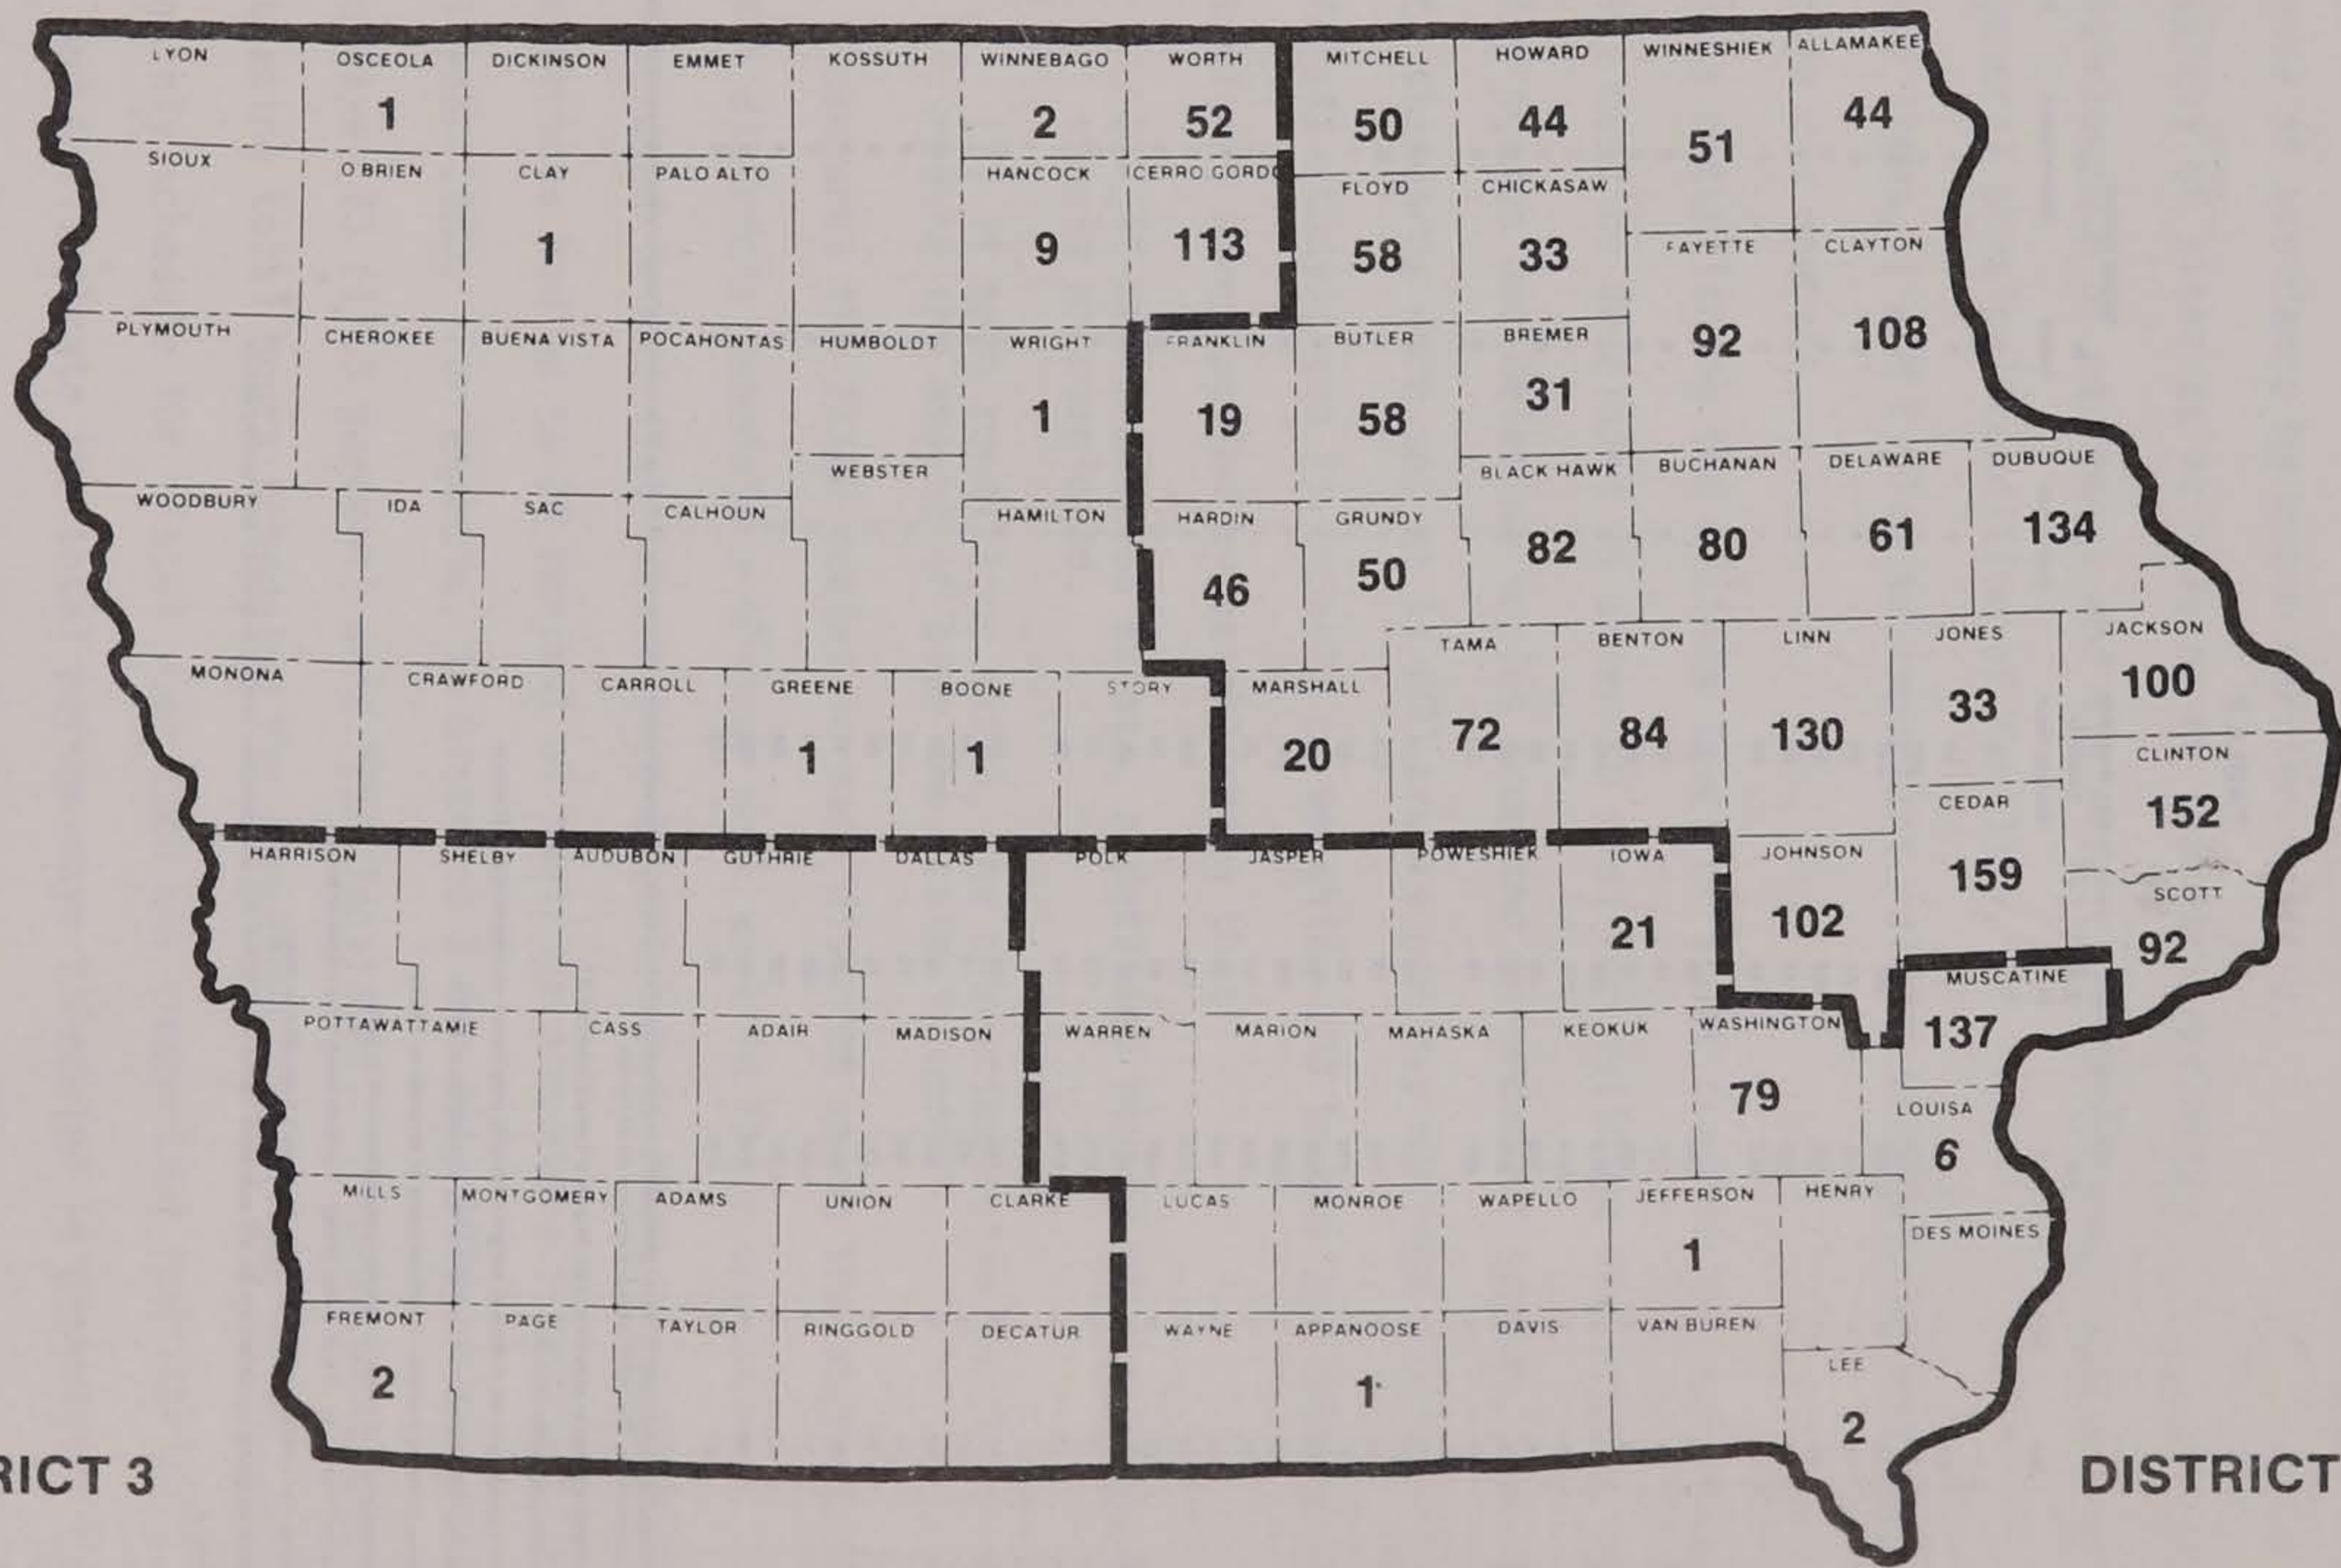 LYON OSCEOLA DICKINSON EMMET KOSSUTH WINNEBAGO WORTH MITCHELL HOWARD WINNESHIEK ALLAMAKEE
1 2 52 50 44 51 44
SIOUX O BRIEN CLAY PALO ALTO HANCOCK CERRO GORDO FLOYD CHICKASAW
1 9 113 58 33
FAYETTE CLAYTON
92 108
PLYMOUTH CHEROKEE BUENA VISTA POCAHONTAS HUMBOLDT WRIGHT FRANKLIN BUTLER BREMER
1 19 58 31
WEBSTER BLACK HAWK BUCHANAN DELAWARE DUBUQUE
82 80 61 134
WOODBURY IDA SAC CALHOUN HAMILTON HARDIN GRUNDY
46 50
TAMA BENTON LINN JONES JACKSON
72 84 130 33 100
MONONA CRAWFORD CARROLL GREENE BOONE STORY MARSHALL
1 1 20
CLINTON
152
CEDAR
159
HARRISON SHELBY AUDUBON GUTHRIE DALLAS POLK JASPER POWESHIEK IOWA JOHNSON
21 102
SCOTT
92
MUSCATINE
137
POTTAWATTAMIE CASS ADAIR MADISON WARREN MARION MAHASKA KEOKUK WASHINGTON
79
LOUISA
6
MILLS MONTGOMERY ADAMS UNION CLARKE LUCAS MONROE WAPELLO JEFFERSON HENRY
1
DES MOINES
FREMONT PAGE TAYLOR RINGGOLD DECATUR WAYNE APPANOOSE DAVIS VAN BUREN
2 1
LEE
2
RICT 3
DISTRICT